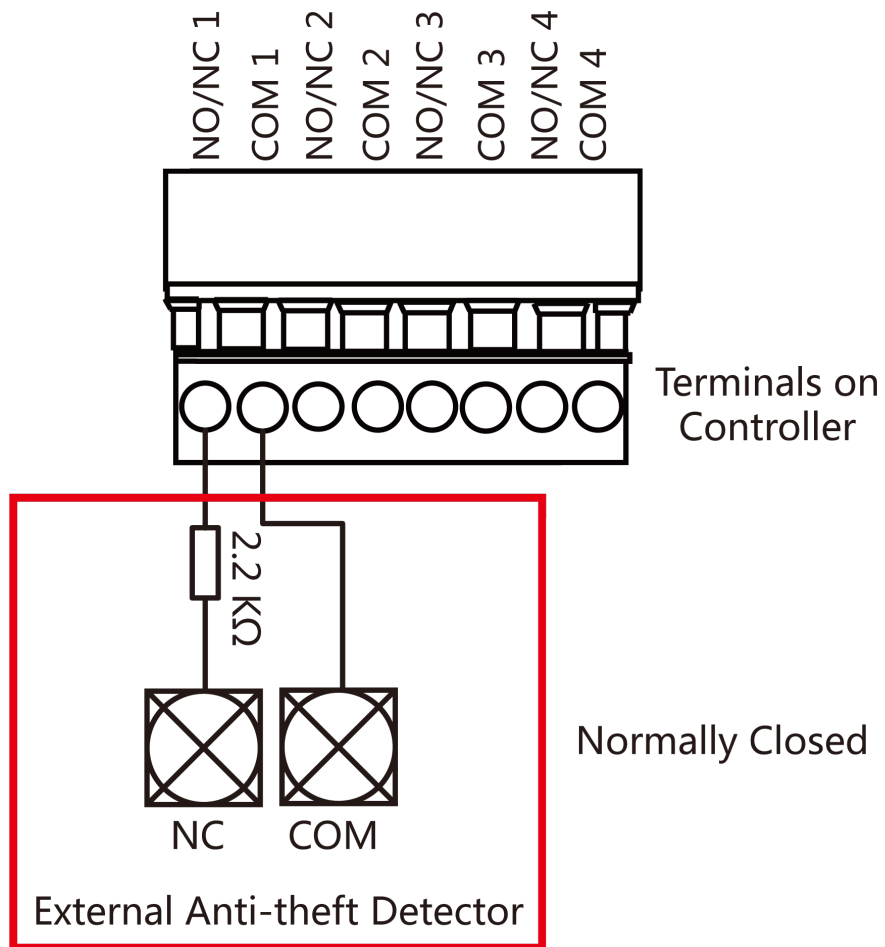 NO/NC 1
COM 1
NO/NC 2
COM 2
NO/NC 3
COM 3
NO/NC 4
COM 4
Terminals on
Controller
2.2 KΩ
Normally Closed
NC
COM
External Anti-theft Detector